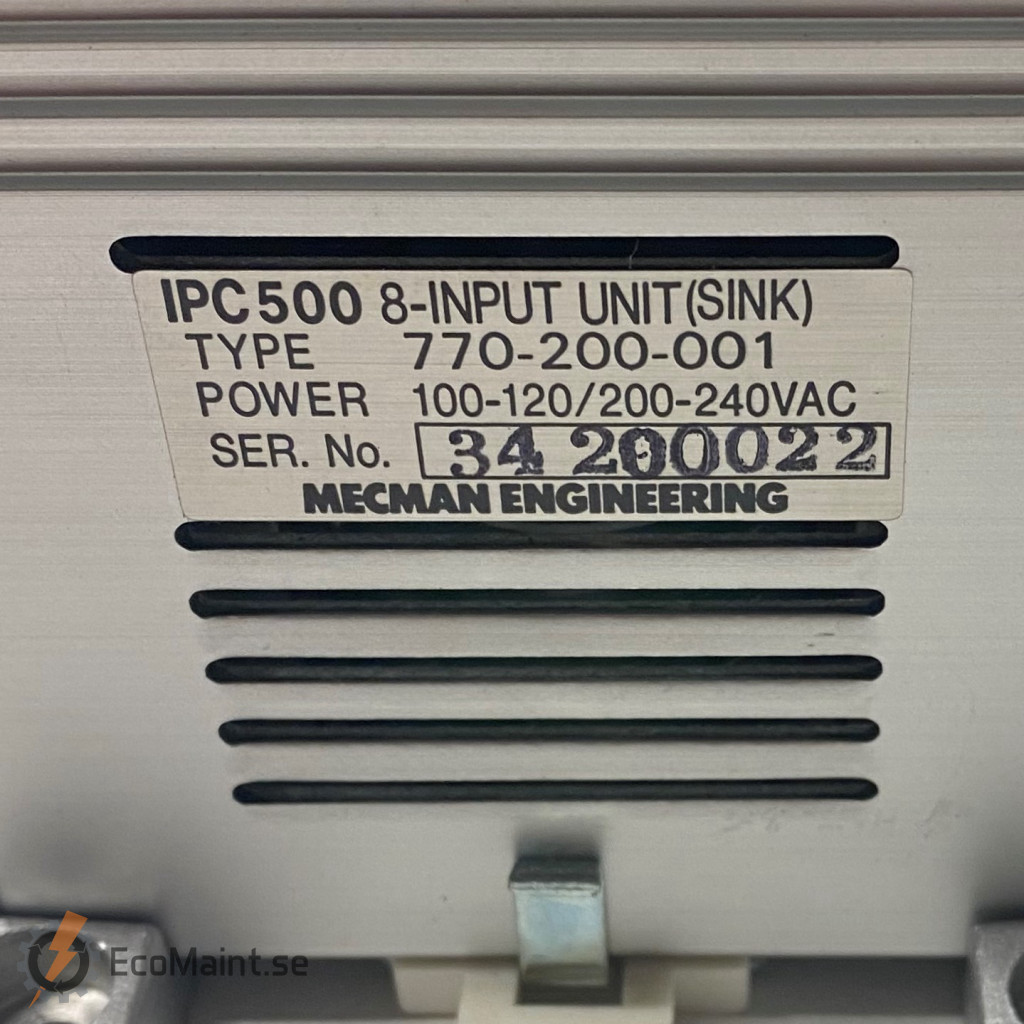 IPC500 8-INPUT UNIT(SINK)
TYPE 770-200-001
POWER 100-120/200-240VAC
SER. No. 34 200022
MECMAN ENGINEERING
EcoMaint.se